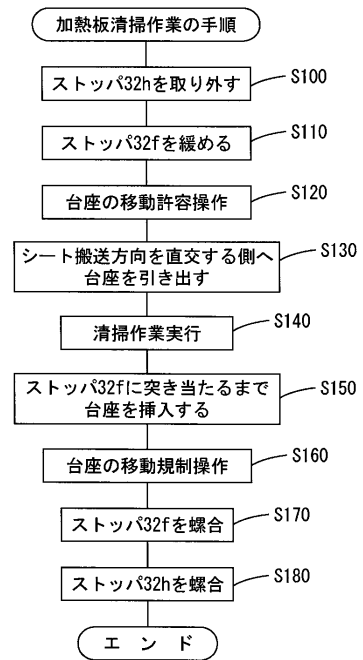 加熱板清掃作業の手順
ストッパ32hを取り外す
S100
ストッパ32fを緩める
S110
台座の移動許容操作
S120
シート搬送方向を直交する側へ
台座を引き出す
S130
清掃作業実行
S140
ストッパ32fに突き当たるまで
台座を挿入する
S150
台座の移動規制操作
S160
ストッパ32fを螺合
S170
ストッパ32hを螺合
S180
エンド